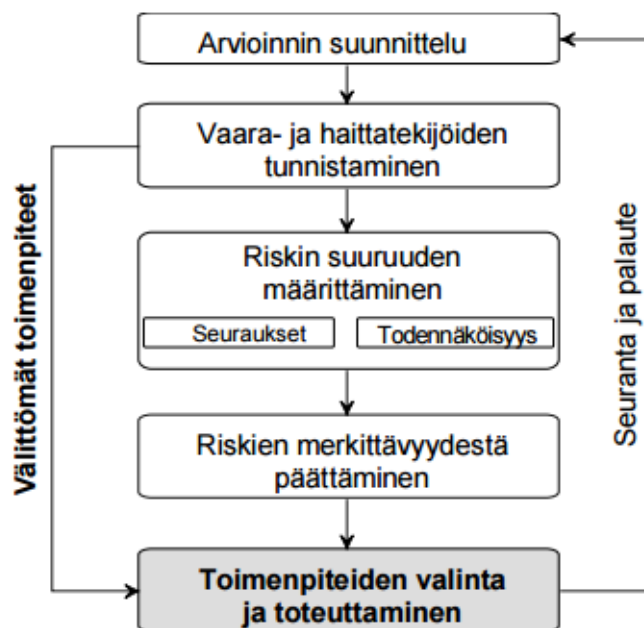 Arvioinnin suunnittelu
Vaara- ja haittatekijöiden
tunnistaminen
Riskin suuruuden
määrittäminen
Seuraukset
Todennäköisyys
Riskien merkittävyydestä
päättäminen
Toimenpiteiden valinta
ja toteuttaminen
Välittömät toimenpiteet
Seuranta ja palaute